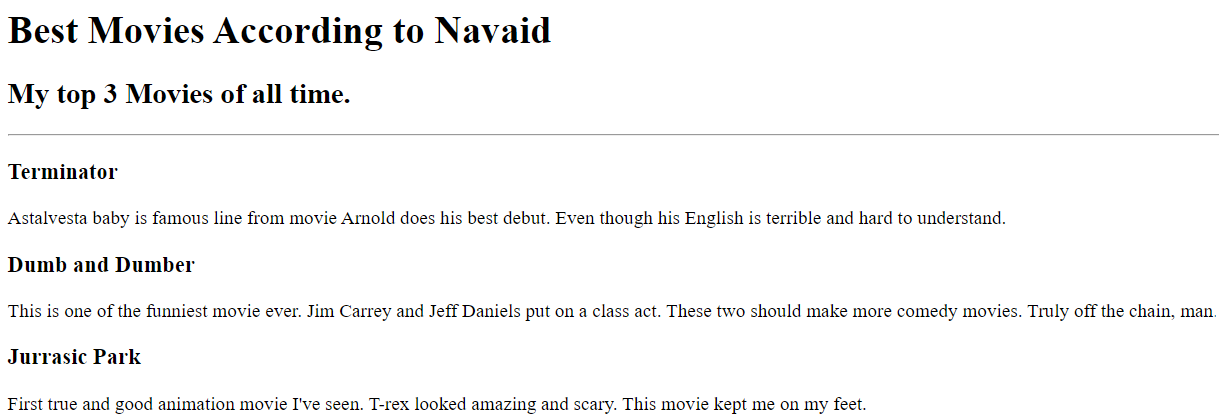 Best Movies According to Navaid
My top 3 Movies of all time.
Terminator
Astalvesta baby is famous line from movie Arnold does his best debut. Even though his English is terrible and hard to understand.
Dumb and Dumber
This is one of the funniest movie ever. Jim Carrey and Jeff Daniels put on a class act. These two should make more comedy movies. Truly off the chain, man.
Jurrasic Park
First true and good animation movie I've seen. T-rex looked amazing and scary. This movie kept me on my feet.